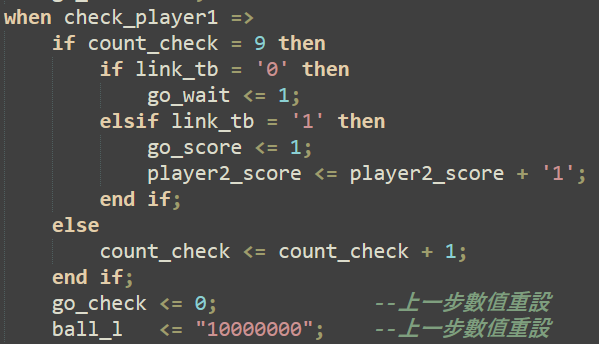 when check_player1 =>
if count_check = 9 then
if link_tb = '0' then
go_wait <= 1;
elsif link_tb = '1' then
go_score <= 1;
player2_score <= player2_score + '1';
end if;
else
count_check <= count_check + 1;
end if;
go_check <= 0; --上一步數值重設
ball_l <= "10000000"; --上一步數值重設